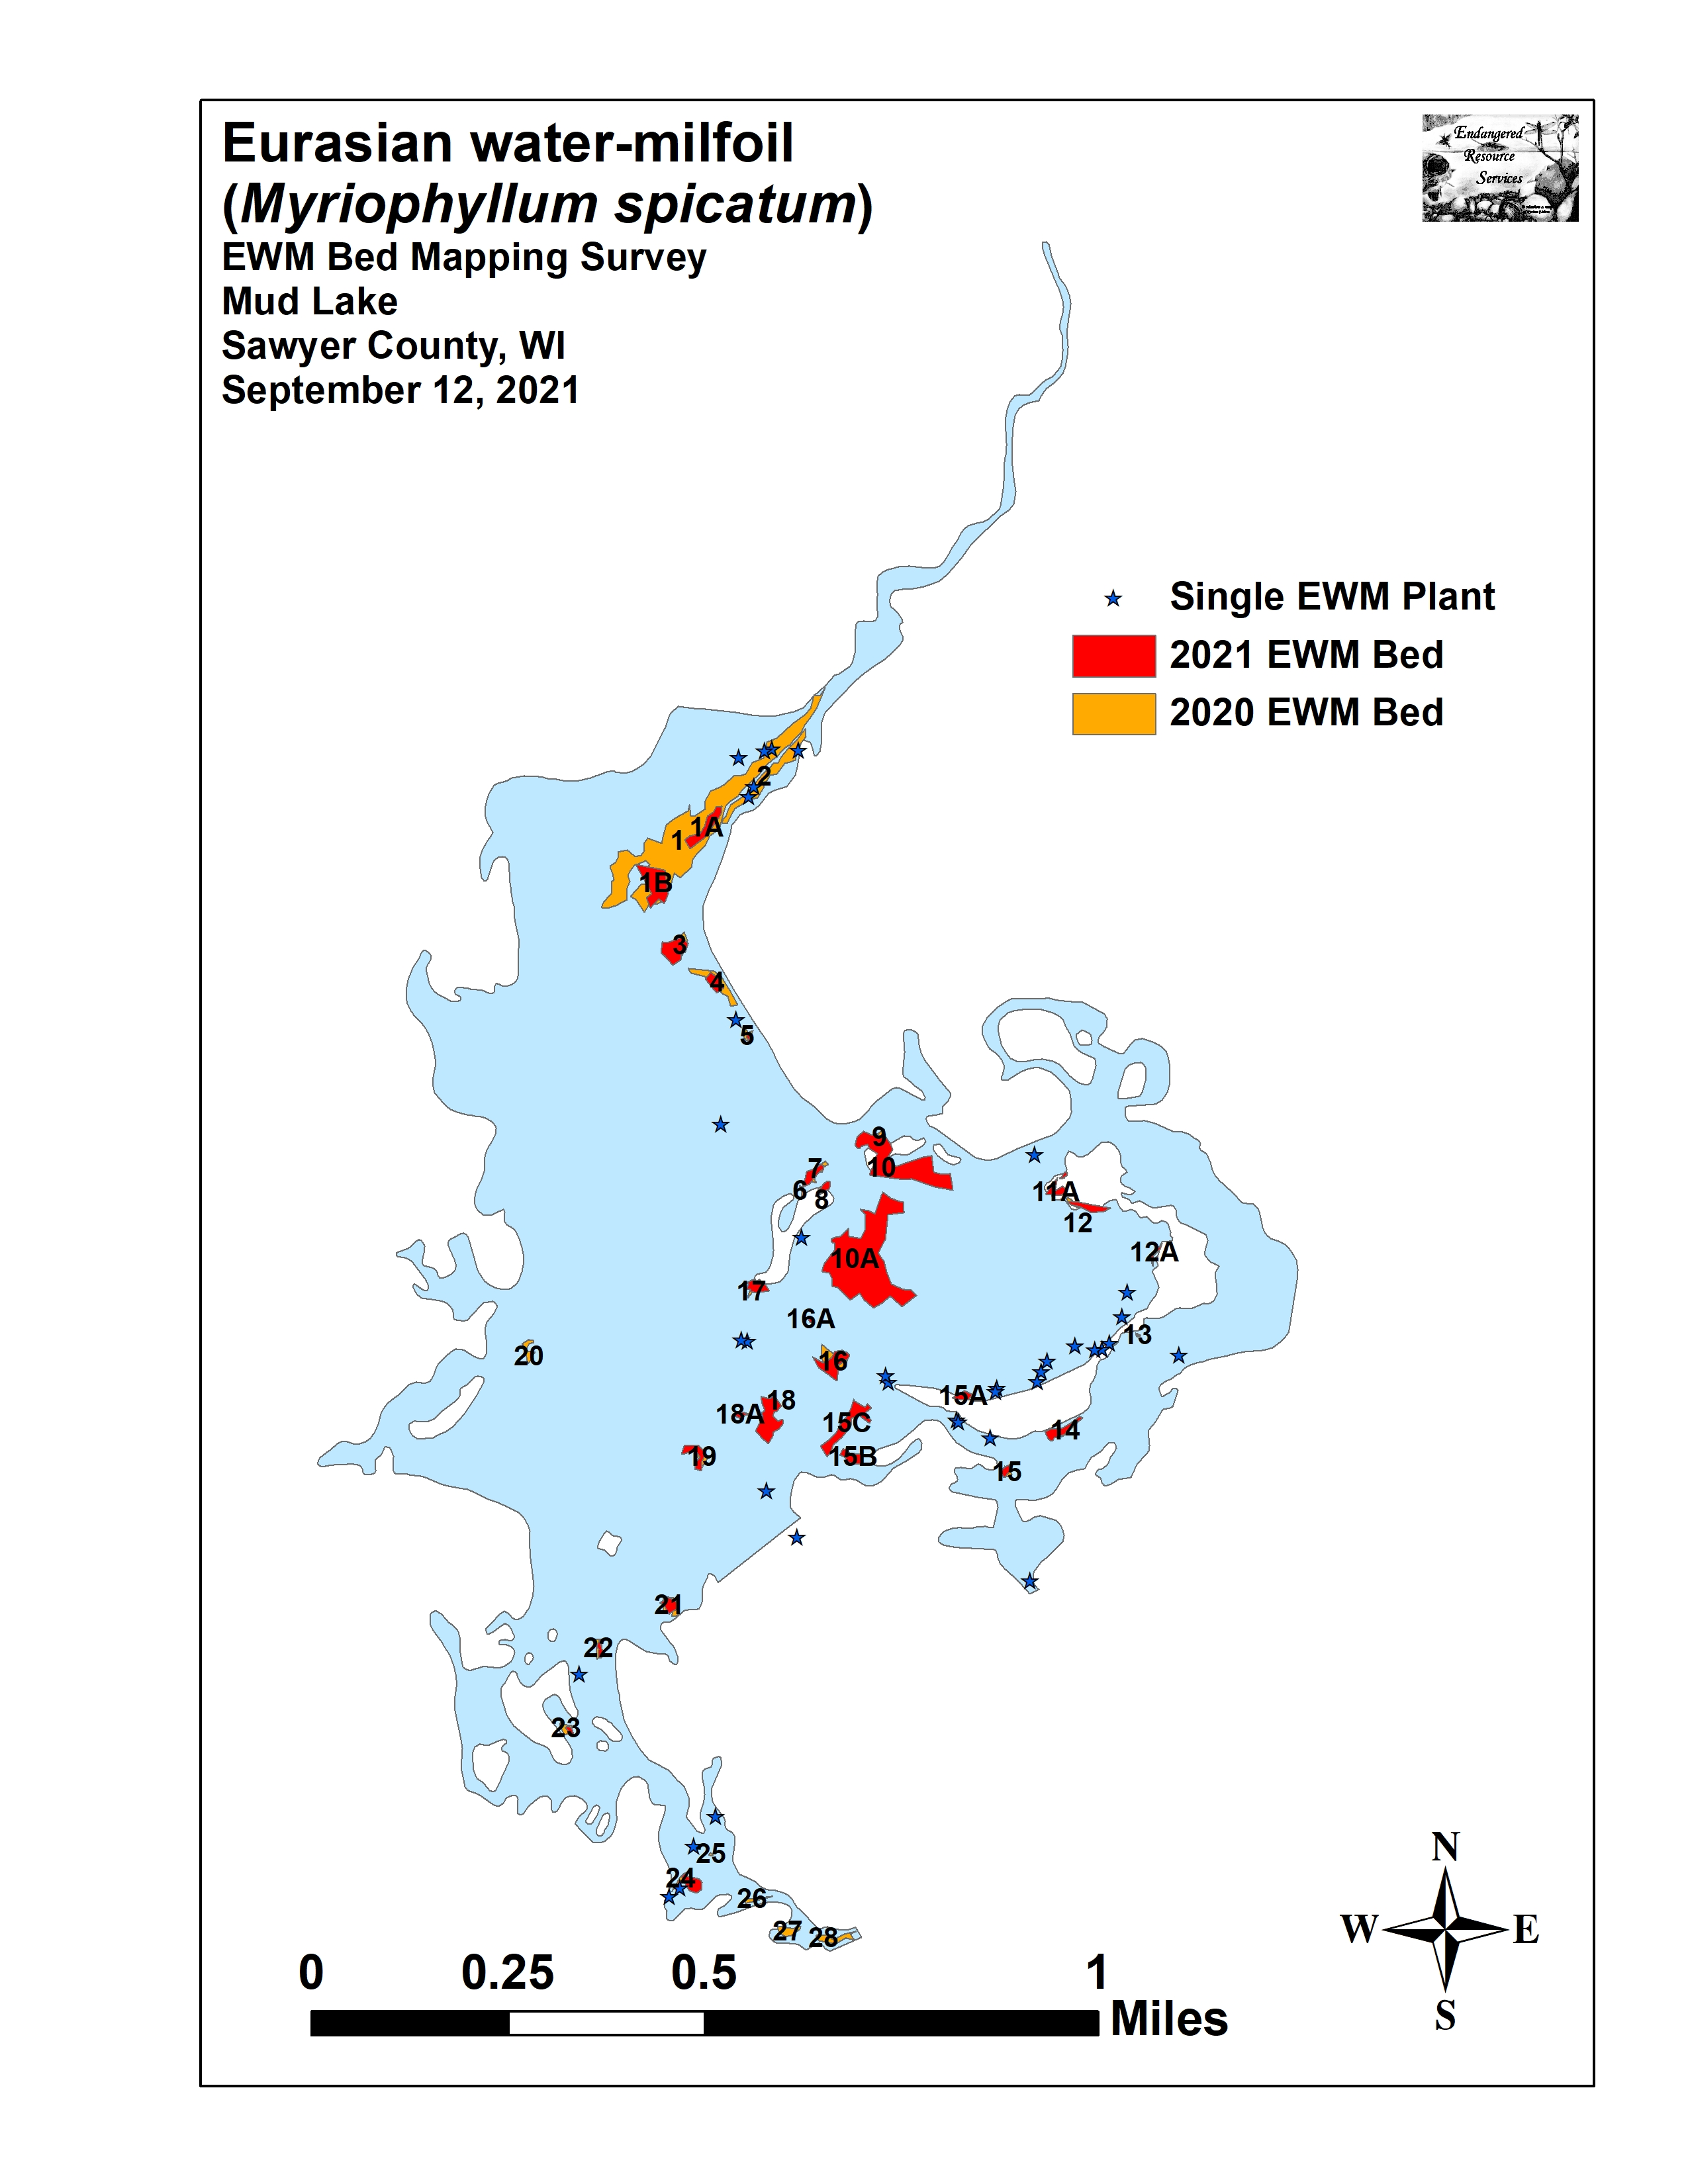 Eurasian water-milfoil
(Myriophyllum spicatum)
EWM Bed Mapping Survey
Mud Lake
Sawyer County, WI
September 12, 2021
Endangered
Resource
Services
Single EWM Plant
2021 EWM Bed
2020 EWM Bed
2
1A
1
1B
3
4
5
9
10
7
6
8
11A
12
12A
10A
17
16A
13
20
16
15A
18
18A
15C
14
19
15B
15
21
22
23
25
24
26
27
28
N
W
E
S
0
0.25
0.5
1
Miles